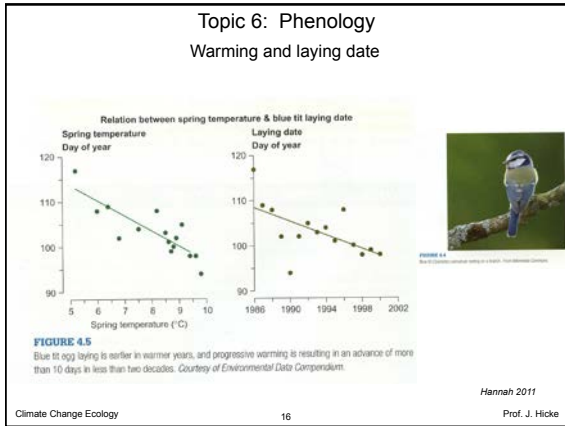 Topic 6: Phenology
Warming and laying date
Relation between spring temperature & blue tit laying date
Spring temperature
Day of year
120
110
100
90
5 6 7 8 9 10
Spring temperature (°C)
Laying date
Day of year
120
110
100
90
1986 1990 1994 1998 2002
FIGURE 4.4
FIGURE 4.5
Blue tit egg laying is earlier in warmer years, and progressive warming is resulting in an advance of more
than 10 days in less than two decades. Courtesy of Environmental Data Compendium.
Hannah 2011
Climate Change Ecology
16
Prof. J. Hicke